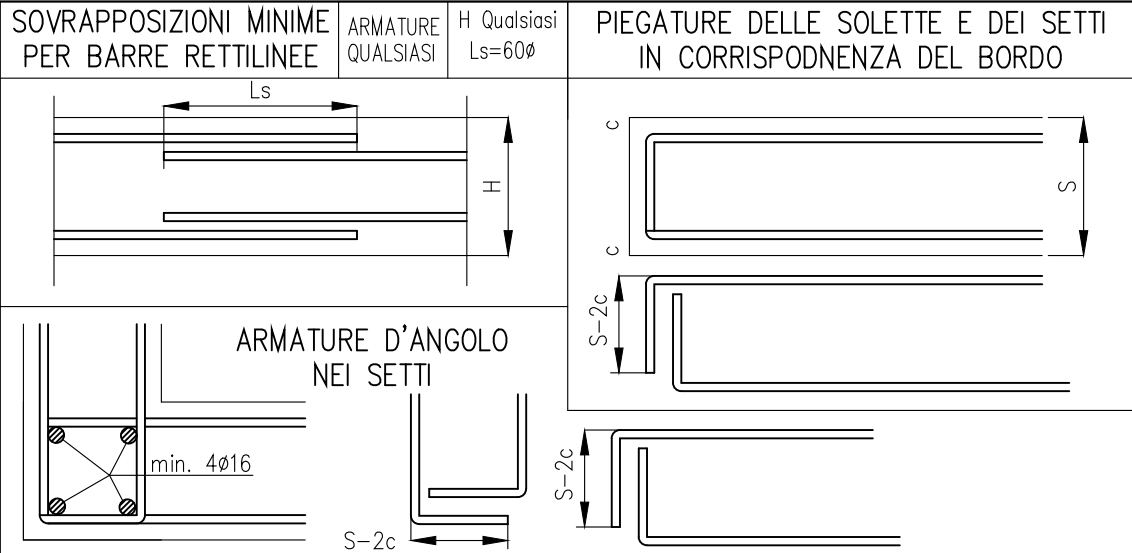 SOVRAPPOSIZIONI MINIME
PER BARRE RETTILINEE
ARMATURE
QUALSIASI
H Qualsiasi
Ls=60ø
PIEGATURE DELLE SOLETTE E DEI SETTI
IN CORRISPODNENZA DEL BORDO
Ls
H
c
c
S
S-2c
ARMATURE D'ANGOLO
NEI SETTI
min. 4ø16
S-2c
S-2c